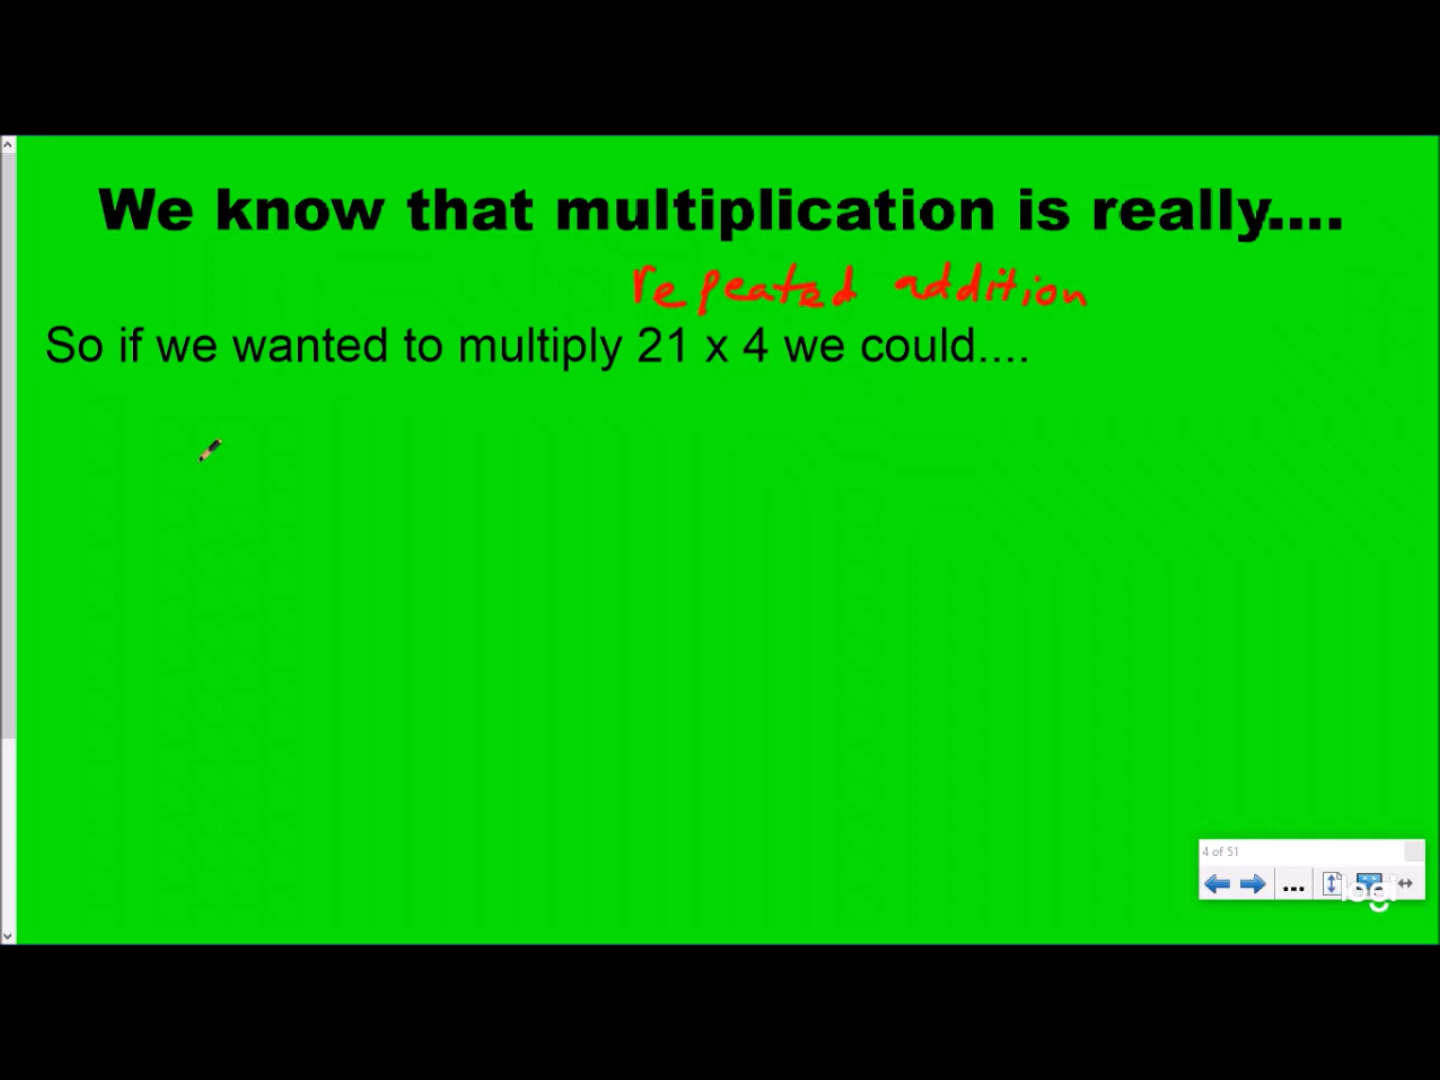 We know that multiplication is really....
repeated addition
So if we wanted to multiply 21 x 4 we could....
4 of 51
...
logi